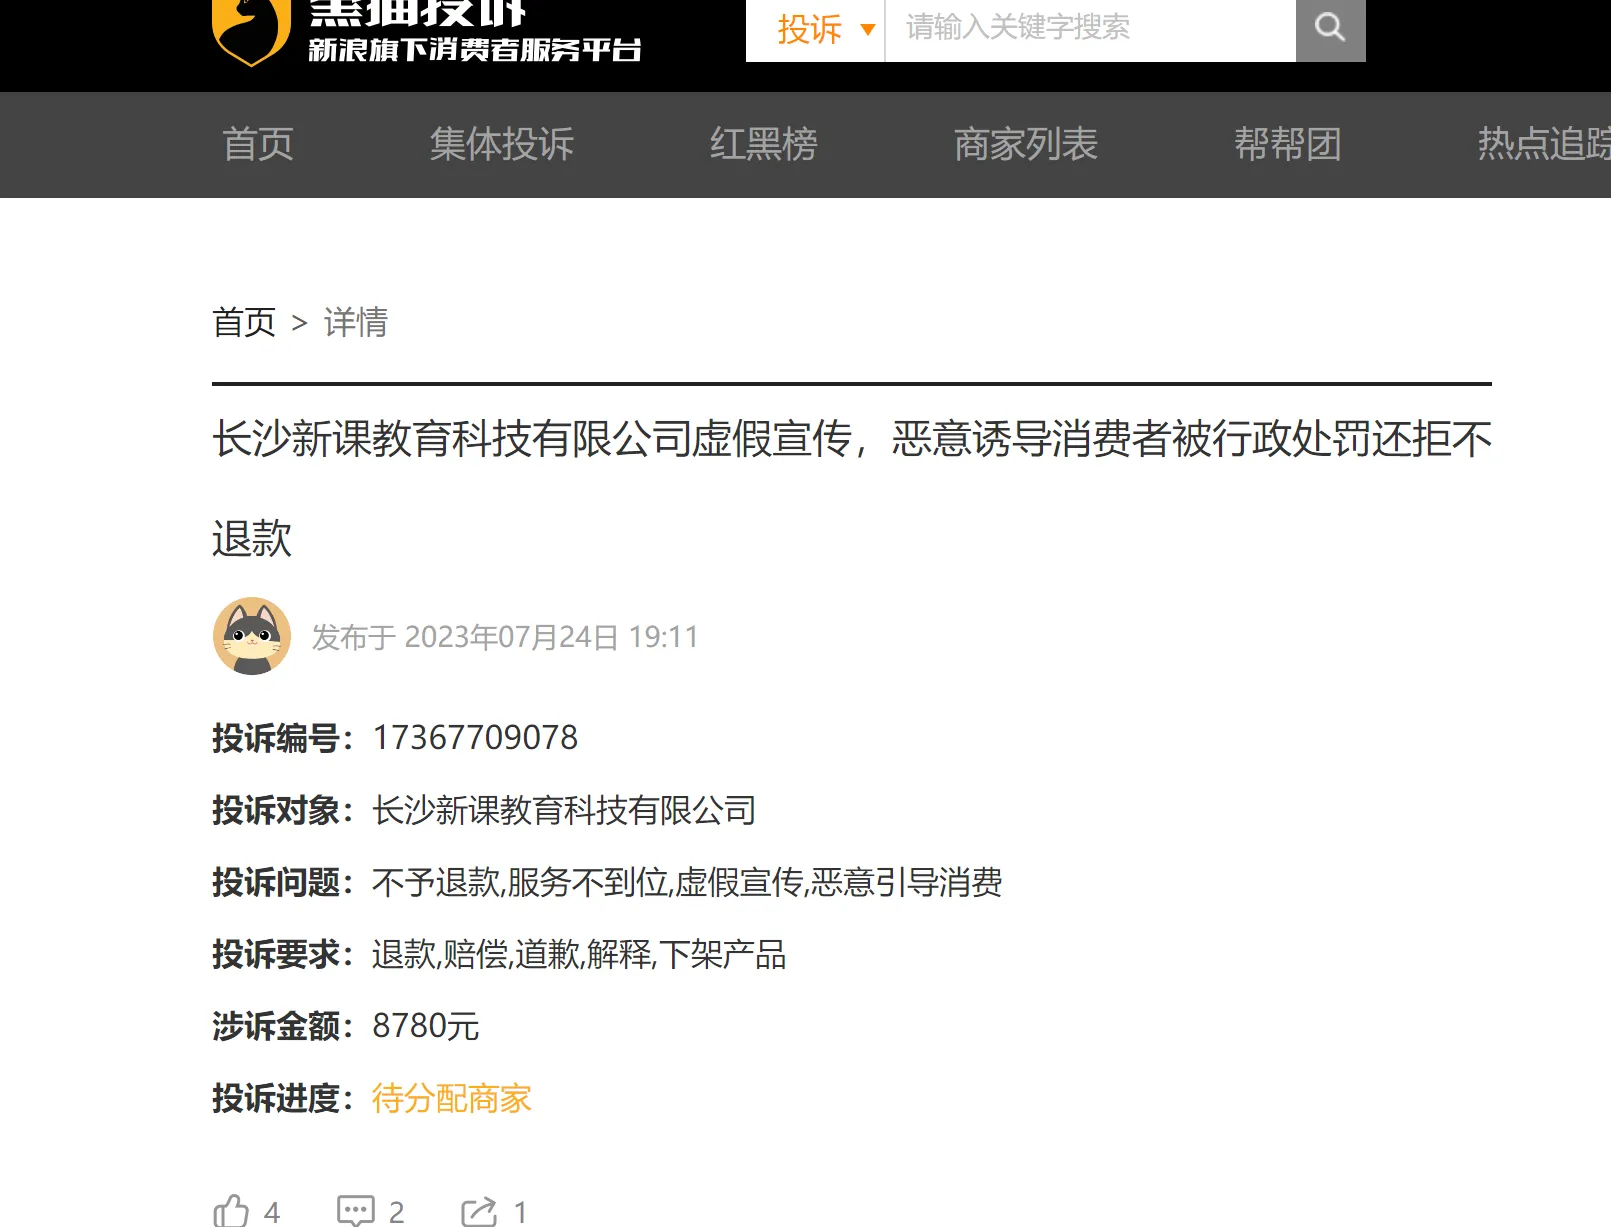 黑猫投诉
新浪旗下消费者服务平台
投诉 ▼ 请输入关键字搜索
首页 集体投诉 红黑榜 商家列表 帮帮团 热点追踪
首页 > 详情
长沙新课教育科技有限公司虚假宣传，恶意诱导消费者被行政处罚还拒不
退款
发布于 2023年07月24日 19:11
投诉编号：17367709078
投诉对象：长沙新课教育科技有限公司
投诉问题：不予退款,服务不到位,虚假宣传,恶意引导消费
投诉要求：退款,赔偿,道歉,解释,下架产品
涉诉金额：8780元
投诉进度：待分配商家
4 2 1